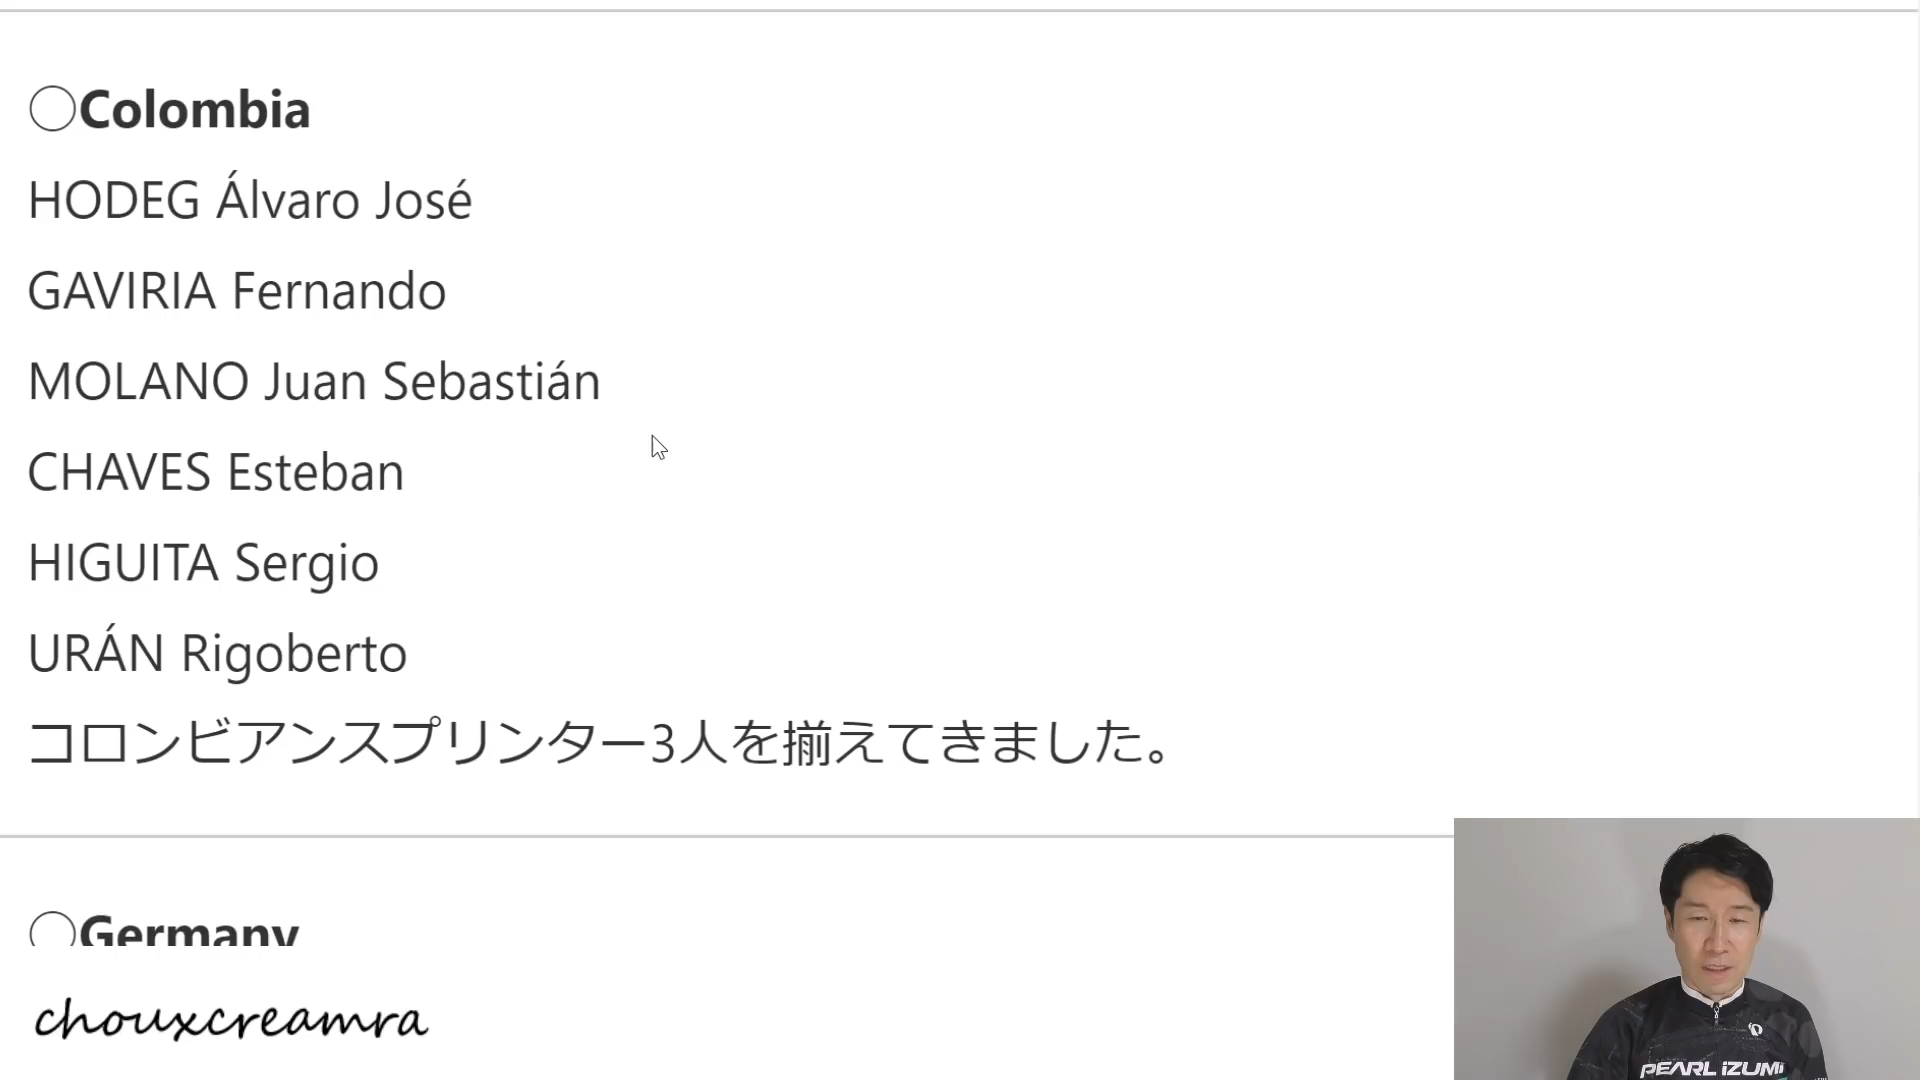 ○Colombia
HODEG Álvaro José
GAVIRIA Fernando
MOLANO Juan Sebastián
CHAVES Esteban
HIGUITA Sergio
URÁN Rigoberto
コロンビアンスプリンター3人を揃えてきました。
○Germany
chouxcreamra
PEARL iZUMi